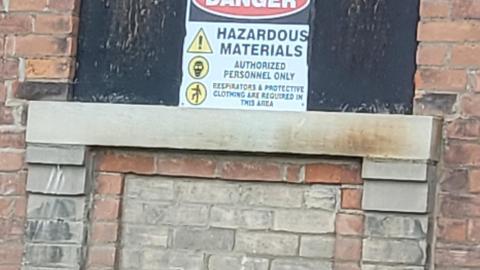 DANGER
HAZARDOUS
MATERIALS
AUTHORIZED
PERSONNEL ONLY
RESPIRATORS & PROTECTIVE
CLOTHING ARE REQUIRED IN
THIS AREA